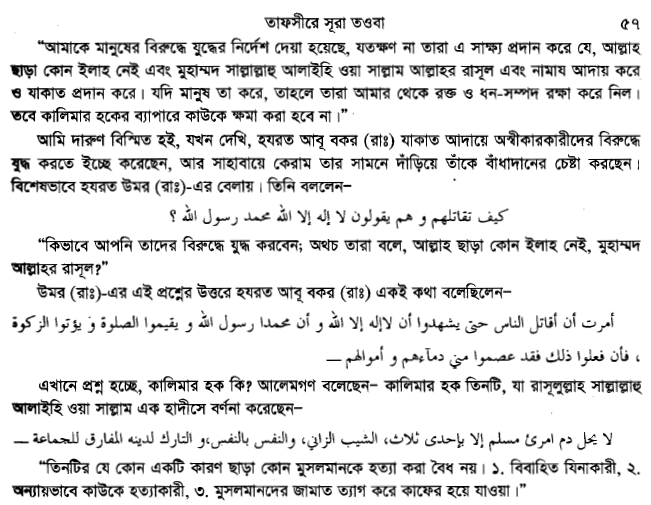 তাফসীরে সূরা তওবা ৫৭
“আমাকে মানুষের বিরুদ্ধে যুদ্ধের নির্দেশ দেয়া হয়েছে, যতক্ষণ না তারা এ সাক্ষ্য প্রদান করে যে, আল্লাহ
ছাড়া কোন ইলাহ নেই এবং মুহাম্মদ সাল্লাল্লাহু আলাইহি ওয়া সাল্লাম আল্লাহর রাসূল এবং নামায আদায় করে
ও যাকাত প্রদান করে। যদি মানুষ তা করে, তাহলে তারা আমার থেকে রক্ত ও ধন-সম্পদ রক্ষা করে নিল।
তবে কালিমার হকের ব্যাপারে কাউকে ক্ষমা করা হবে না।”
আমি দারুণ বিস্মিত হই, যখন দেখি, হযরত আবূ বকর (রাঃ) যাকাত আদায়ে অস্বীকারকারীদের বিরুদ্ধে
যুদ্ধ করতে ইচ্ছে করেছেন, আর সাহাবায়ে কেরাম তার সামনে দাঁড়িয়ে তাঁকে বাঁধাদানের চেষ্টা করছেন।
বিশেষভাবে হযরত উমর (রাঃ)-এর বেলায়। তিনি বললেন–
كيف تقاتلهم و هم يقولون لا إله إلا الله محمد رسول الله ؟
“কিভাবে আপনি তাদের বিরুদ্ধে যুদ্ধ করবেন; অথচ তারা বলে, আল্লাহ ছাড়া কোন ইলাহ নেই, মুহাম্মদ
আল্লাহর রাসূল?”
উমর (রাঃ)-এর এই প্রশ্নের উত্তরে হযরত আবূ বকর (রাঃ) একই কথা বলেছিলেন–
أمرت أن أقاتل الناس حتى يشهدوا أن لاإله إلا الله و أن محمدا رسول الله و يقيموا الصلوة و يؤتوا الزكوة
، فأن فعلوا ذلك فقد عصموا مني دمآءهم و أموالهم ـــ
এখানে প্রশ্ন হচ্ছে, কালিমার হক কি? আলেমগণ বলেছেন– কালিমার হক তিনটি, যা রাসূলুল্লাহ সাল্লাল্লাহু
আলাইহি ওয়া সাল্লাম এক হাদীসে বর্ণনা করেছেন–
لا يحل دم امرئ مسلم إلا بإحدى ثلاث، الشيب الزاني، والنفس بالنفس،و التارك لدينه المفارق للجماعة ـــ
“তিনটির যে কোন একটি কারণ ছাড়া কোন মুসলমানকে হত্যা করা বৈধ নয়। ১. বিবাহিত যিনাকারী, ২.
অন্যায়ভাবে কাউকে হত্যাকারী, ৩. মুসলমানদের জামাত ত্যাগ করে কাফের হয়ে যাওয়া।”